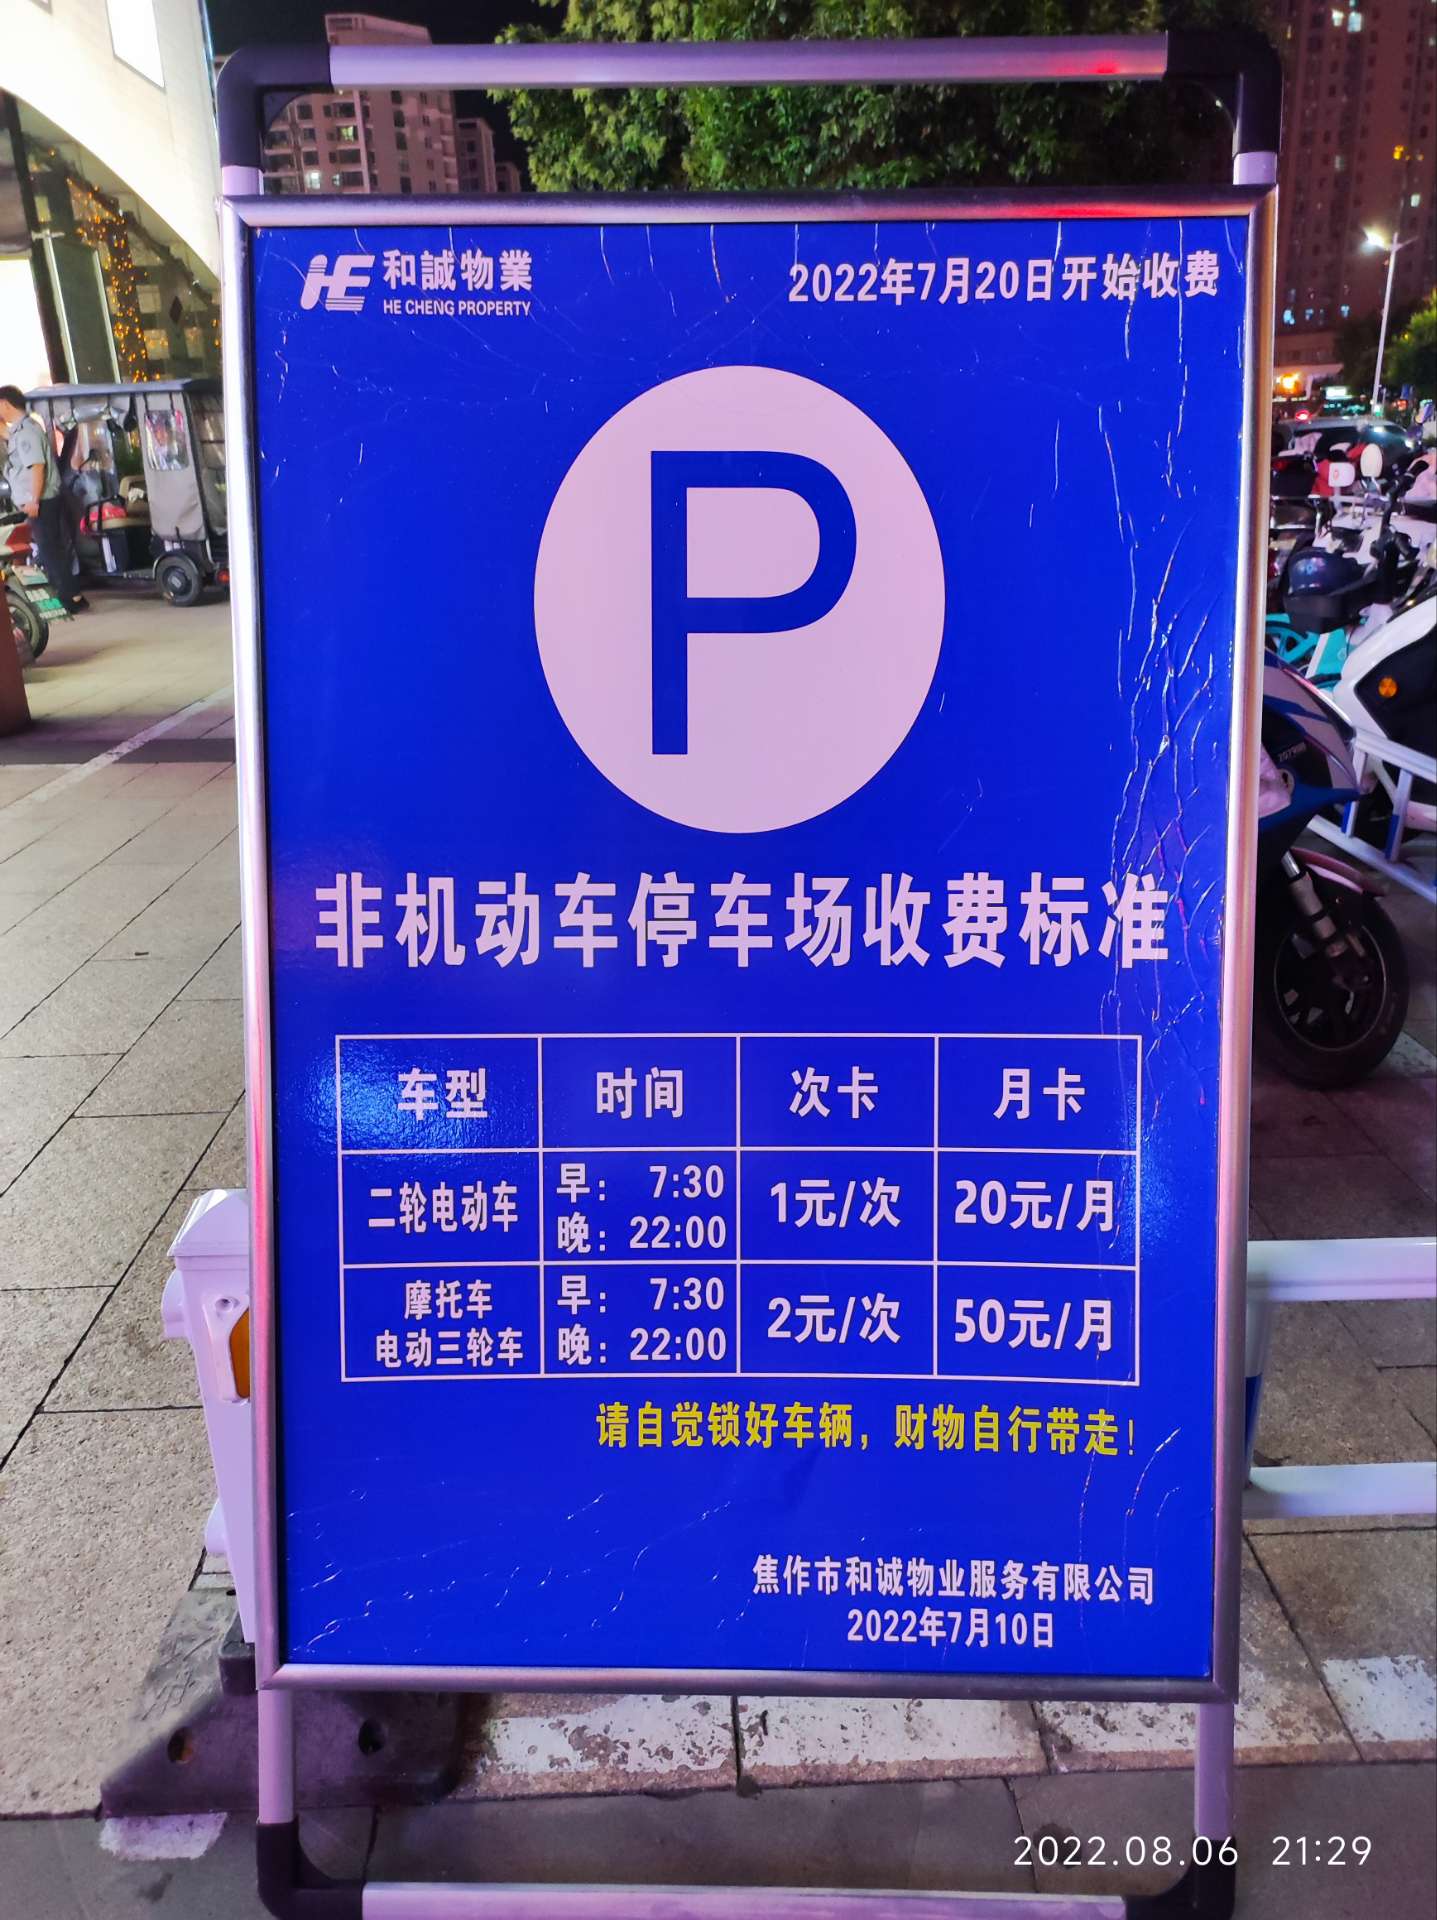 HE 和誠物業
HE CHENG PROPERTY
2022年7月20日开始收费
P
非机动车停车场收费标准
车型 时间 次卡 月卡
二轮电动车 早: 7:30 晚: 22:00 1元/次 20元/月
摩托车 电动三轮车 早: 7:30 晚: 22:00 2元/次 50元/月
请自觉锁好车辆，财物自行带走!
焦作市和诚物业服务有限公司
2022年7月10日
2022.08.06 21:29